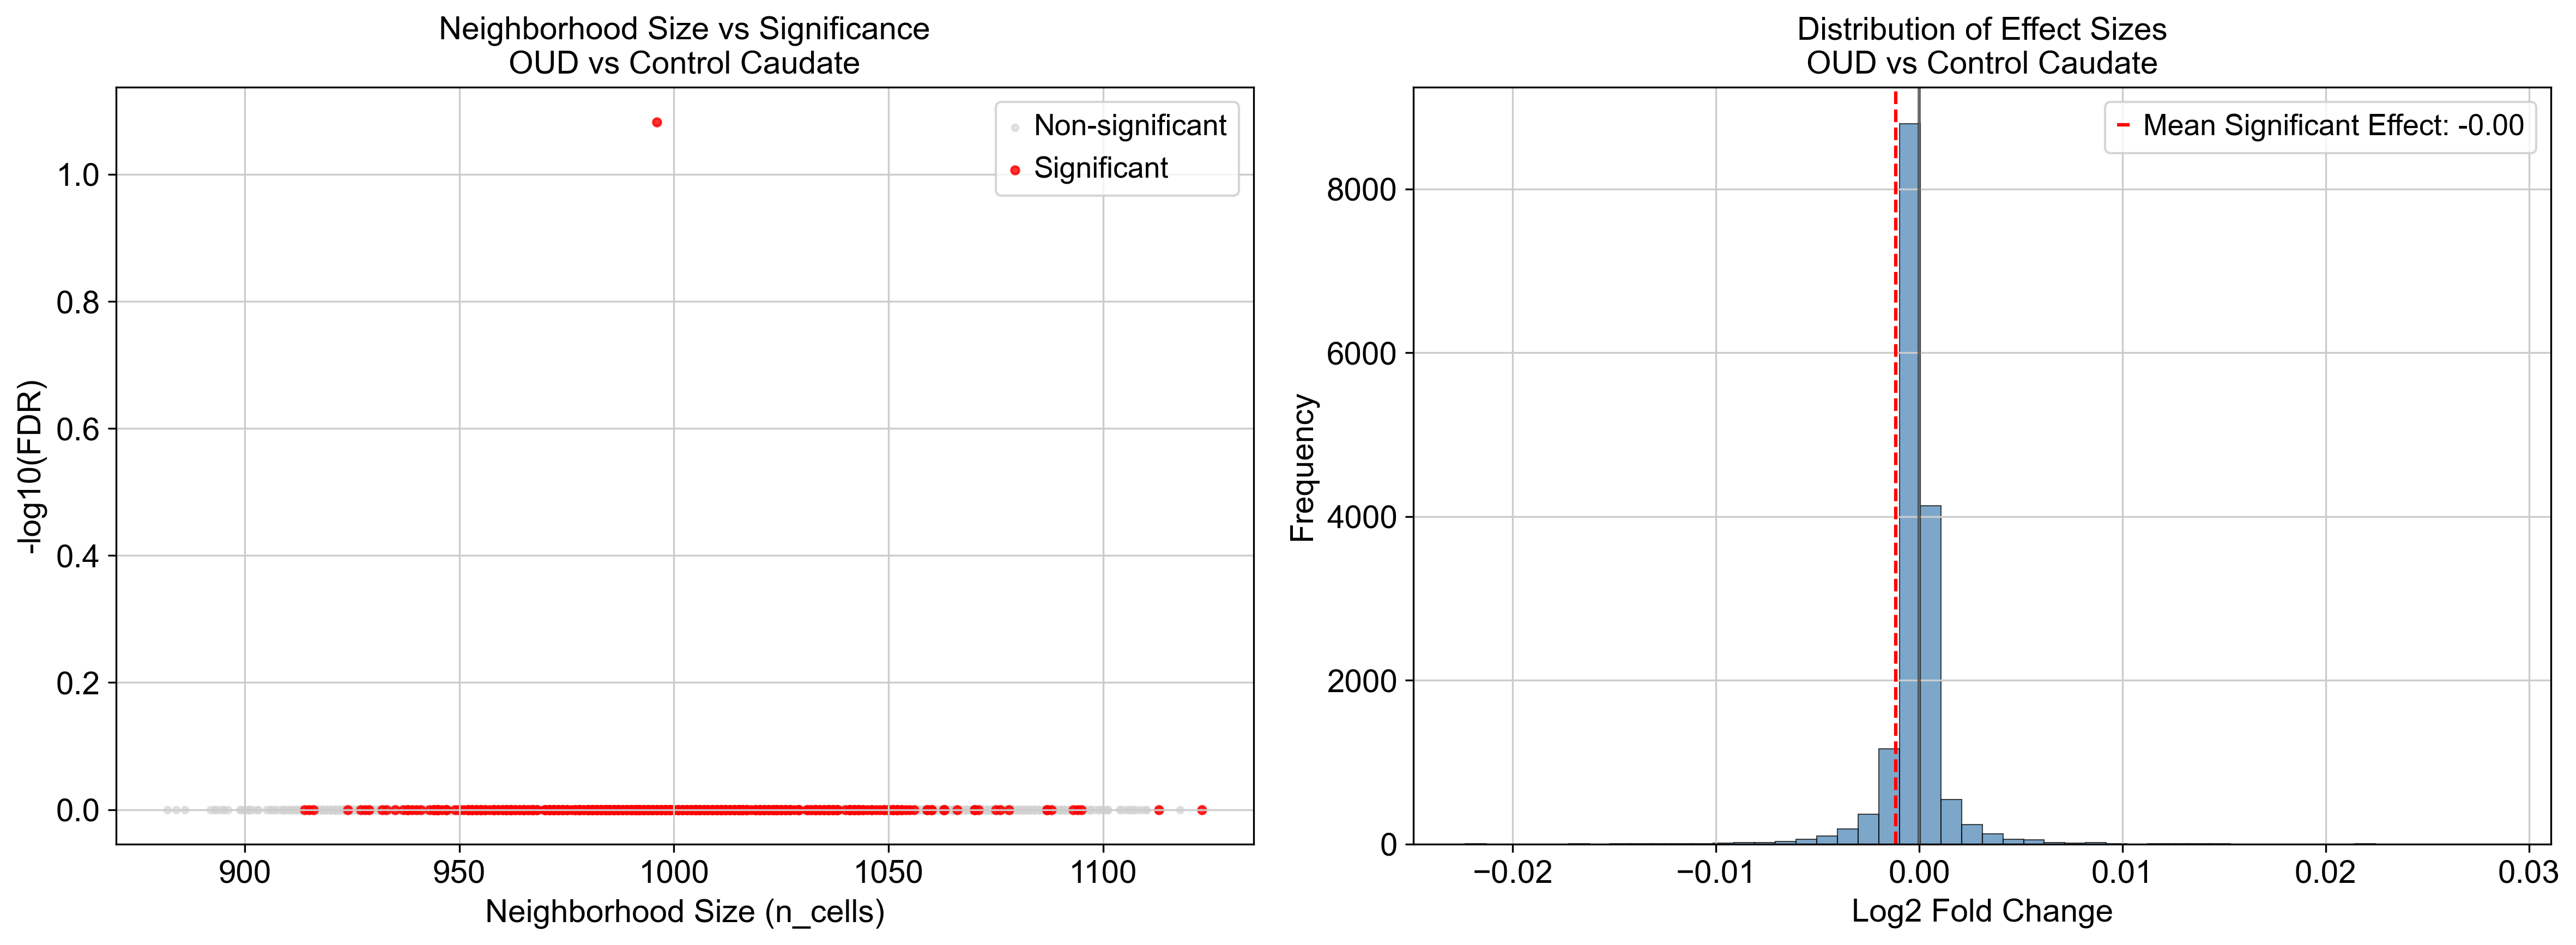 Neighborhood Size vs Significance
OUD vs Control Caudate
Non-significant
Significant
1.0
0.8
0.6
0.4
0.2
0.0
-log10(FDR)
900 950 1000 1050 1100
Neighborhood Size (n_cells)
Distribution of Effect Sizes
OUD vs Control Caudate
Mean Significant Effect: -0.00
8000
6000
4000
2000
0
Frequency
−0.02 −0.01 0.00 0.01 0.02 0.03
Log2 Fold Change